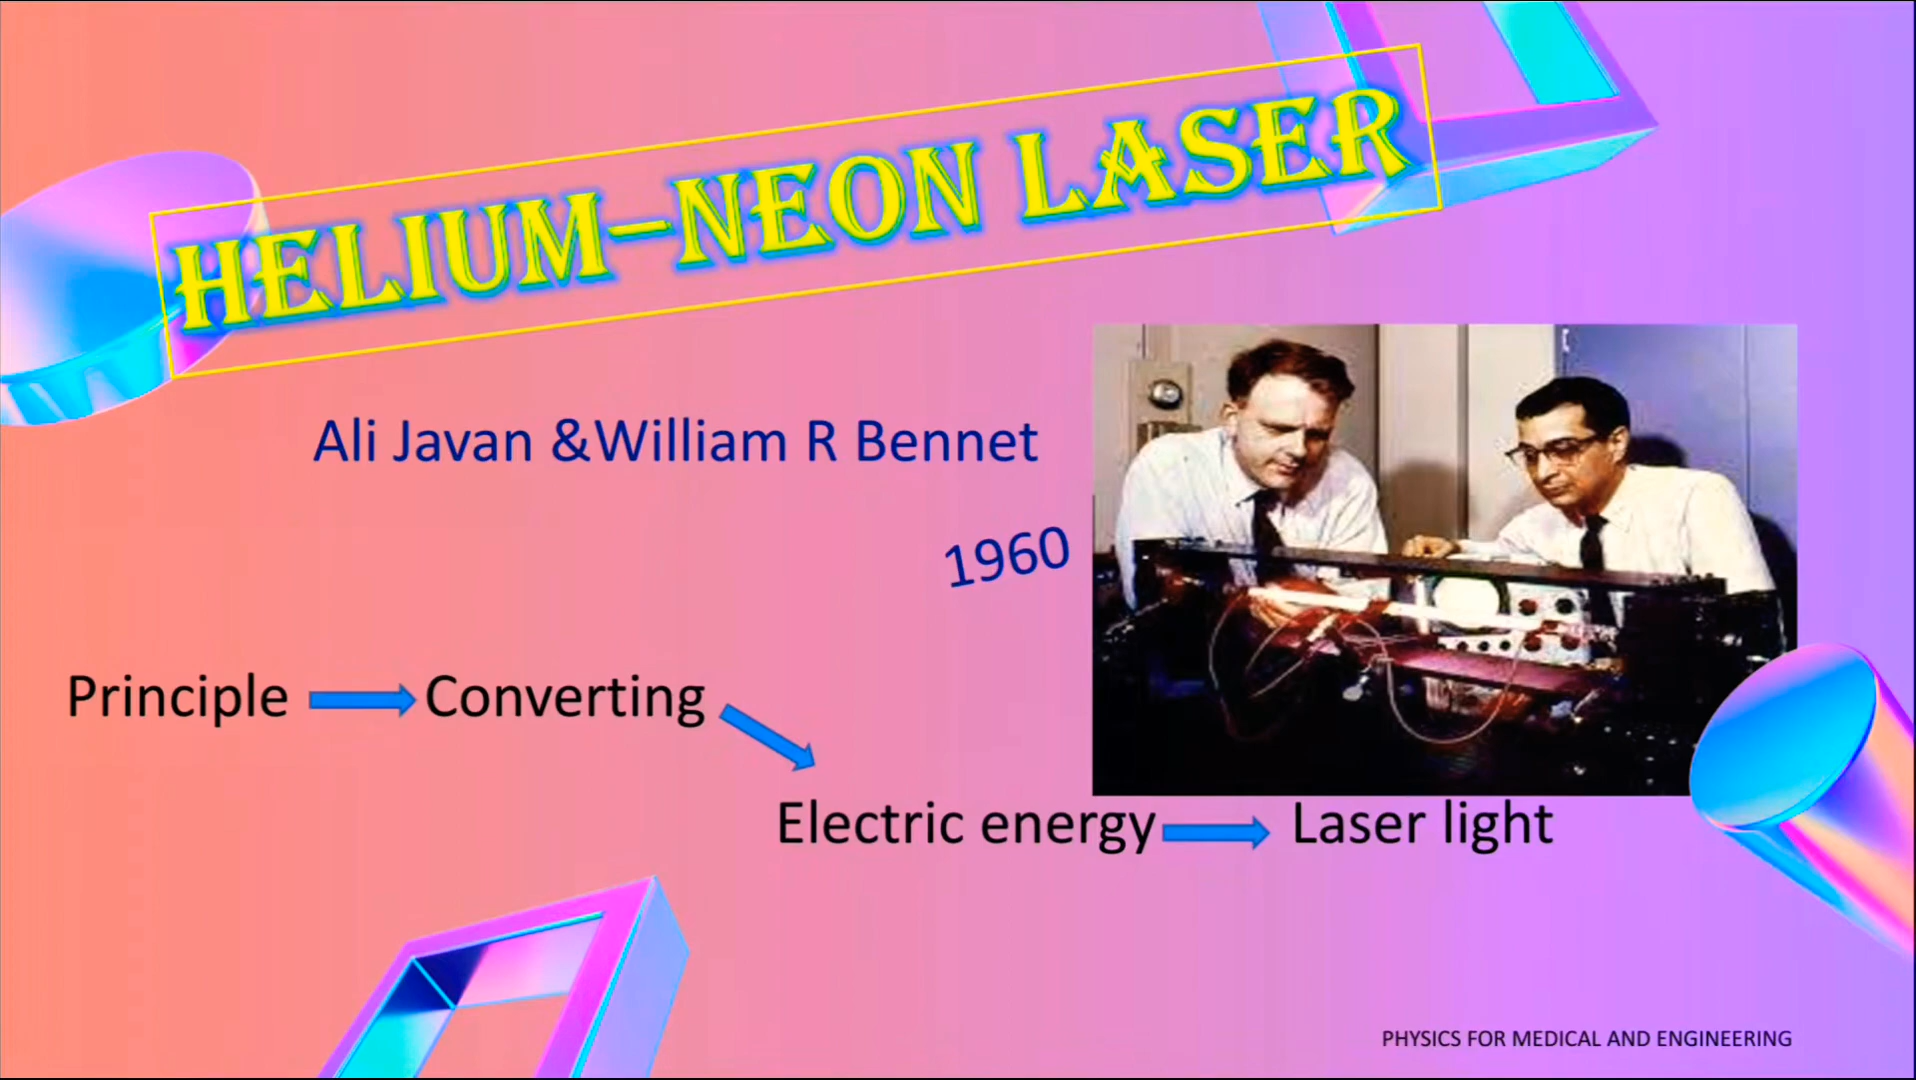 HELIUM-NEON LASER
Ali Javan &William R Bennet
1960
Principle
Converting
Electric energy
Laser light
PHYSICS FOR MEDICAL AND ENGINEERING